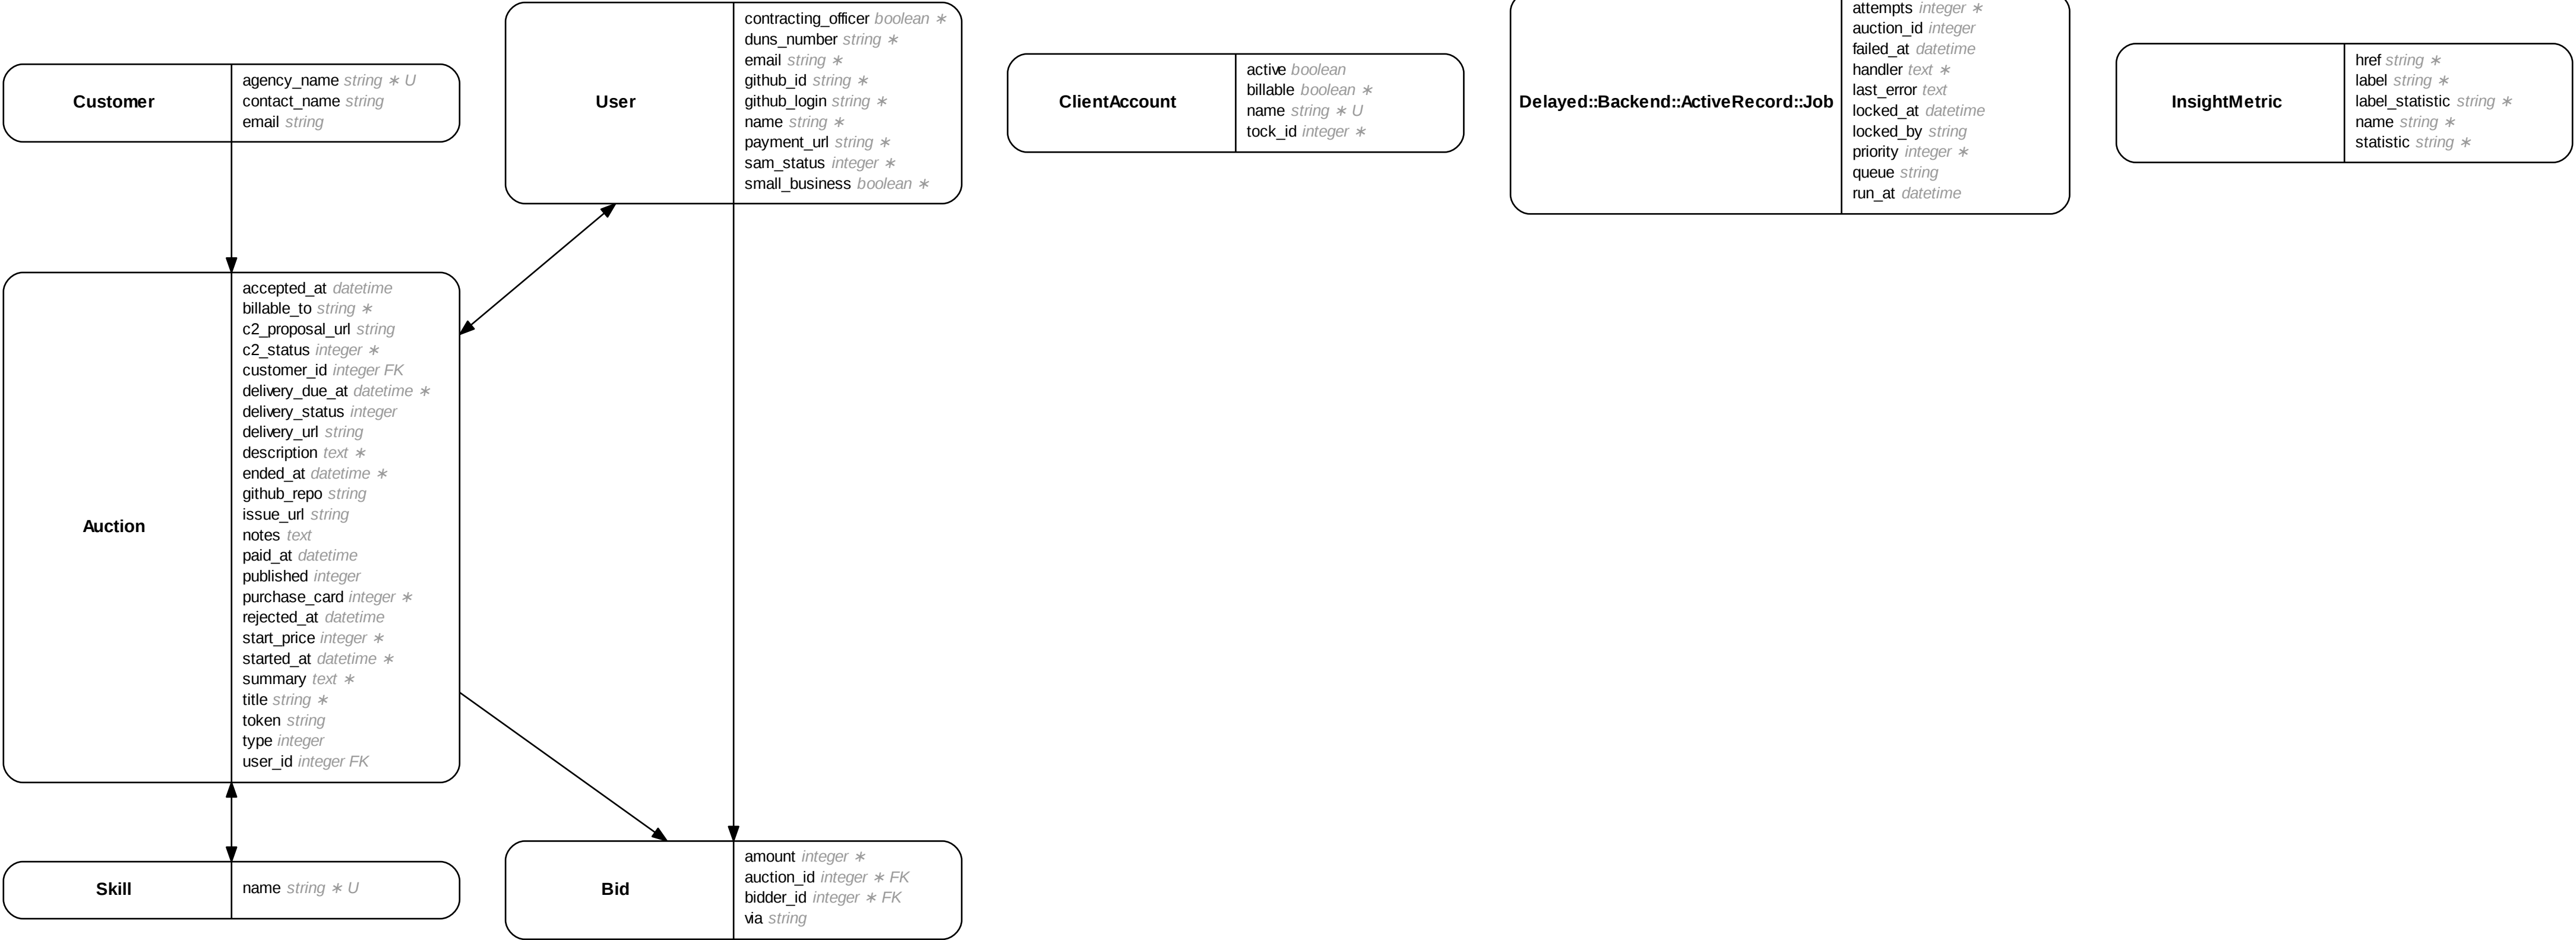 Customer
agency_name string ∗ U
contact_name string
email string
User
contracting_officer boolean ∗
duns_number string ∗
email string ∗
github_id string ∗
github_login string ∗
name string ∗
payment_url string ∗
sam_status integer ∗
small_business boolean ∗
ClientAccount
active boolean
billable boolean ∗
name string ∗ U
tock_id integer ∗
Delayed::Backend::ActiveRecord::Job
attempts integer ∗
auction_id integer
failed_at datetime
handler text ∗
last_error text
locked_at datetime
locked_by string
priority integer ∗
queue string
run_at datetime
InsightMetric
href string ∗
label string ∗
label_statistic string ∗
name string ∗
statistic string ∗
Auction
accepted_at datetime
billable_to string ∗
c2_proposal_url string
c2_status integer ∗
customer_id integer FK
delivery_due_at datetime ∗
delivery_status integer
delivery_url string
description text ∗
ended_at datetime ∗
github_repo string
issue_url string
notes text
paid_at datetime
published integer
purchase_card integer ∗
rejected_at datetime
start_price integer ∗
started_at datetime ∗
summary text ∗
title string ∗
token string
type integer
user_id integer FK
Skill
name string ∗ U
Bid
amount integer ∗
auction_id integer ∗ FK
bidder_id integer ∗ FK
via string